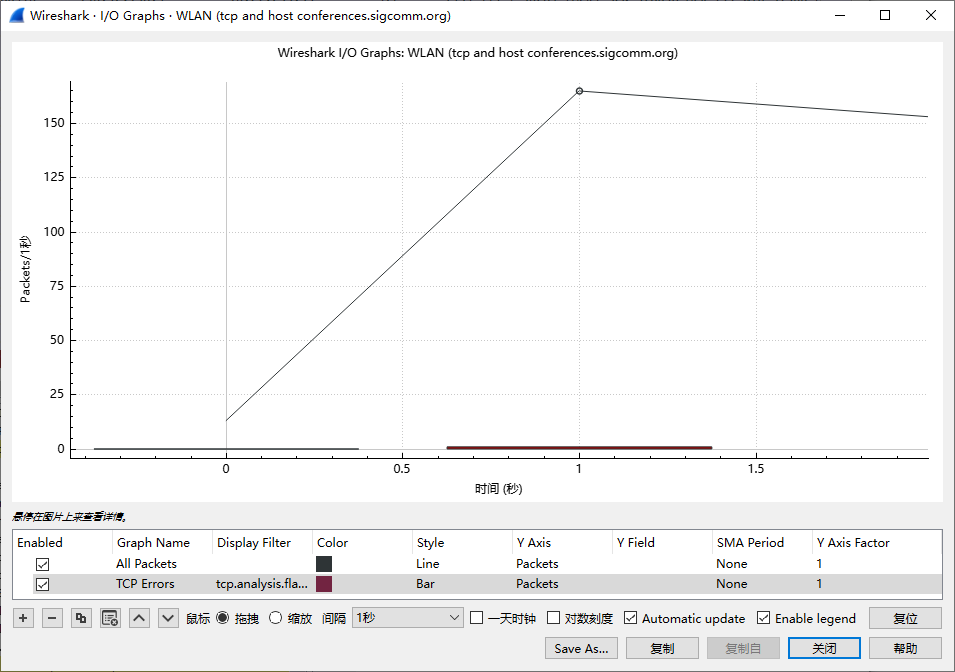 Wireshark · I/O Graphs · WLAN (tcp and host conferences.sigcomm.org)
Wireshark I/O Graphs: WLAN (tcp and host conferences.sigcomm.org)
Packets/1秒
150
125
100
75
50
25
0
0 0.5 1 1.5
时间 (秒)
悬停在图片上来查看详情。
Enabled Graph Name Display Filter Color Style Y Axis Y Field SMA Period Y Axis Factor
All Packets Line Packets None 1
TCP Errors tcp.analysis.fla... Bar Packets None 1
鼠标 拖拽 缩放 间隔 1秒 一天时钟 对数刻度 Automatic update Enable legend 复位
Save As... 复制 复制自 关闭 帮助